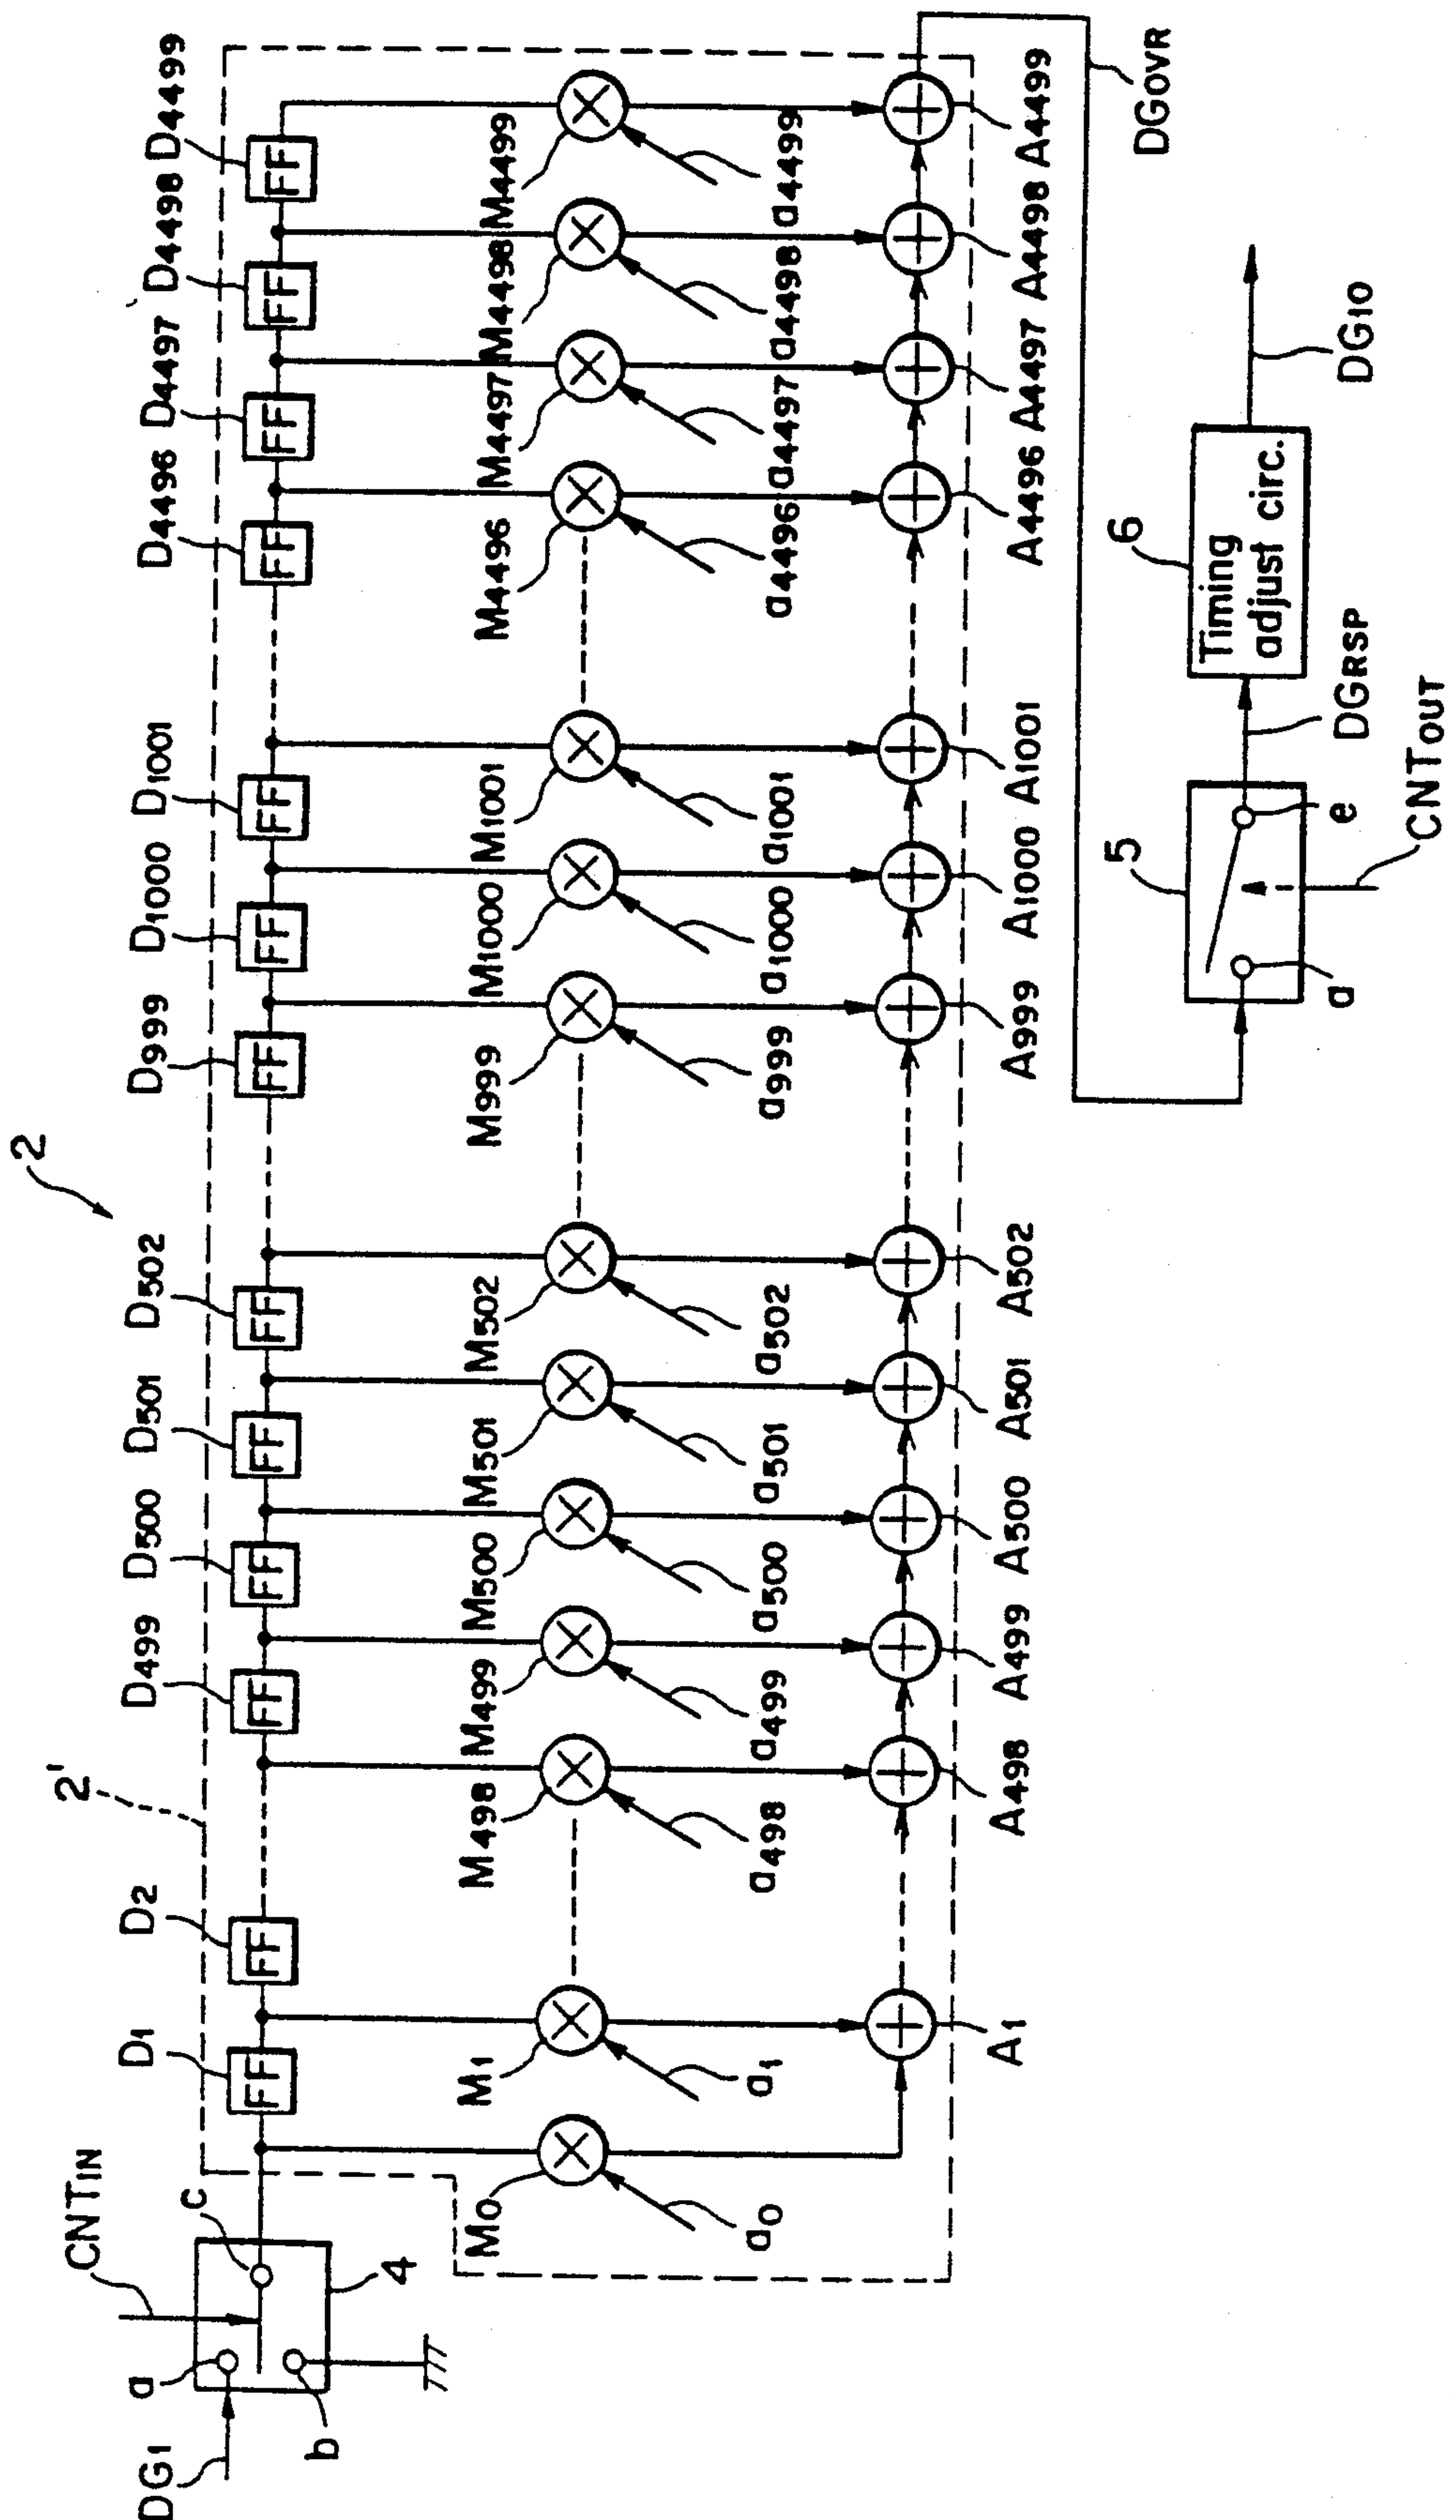 2
2'
CNTIN
D1
D2
D499
D500
D501
D502
D999
D1000
D1001
D4496
D4497
D4498
D4499
FF FF FF FF FF FF FF FF FF FF FF FF FF
DG1
a
b
c
4
M0
M1
M498
M499
M500
M501
M502
M999
M1000
M1001
M4496
M4497
M4498
M4499
a0
a1
a498
a499
a500
a501
a502
a999
a1000
a1001
a4496
a4497
a4498
a4499
A1
A498
A499
A500
A501
A502
A999
A1000
A1001
A4496
A4497
A4498
A4499
DGOVR
5
6
Timing
adjust circ.
d
e
CNTOUT
DGRSP
DG10